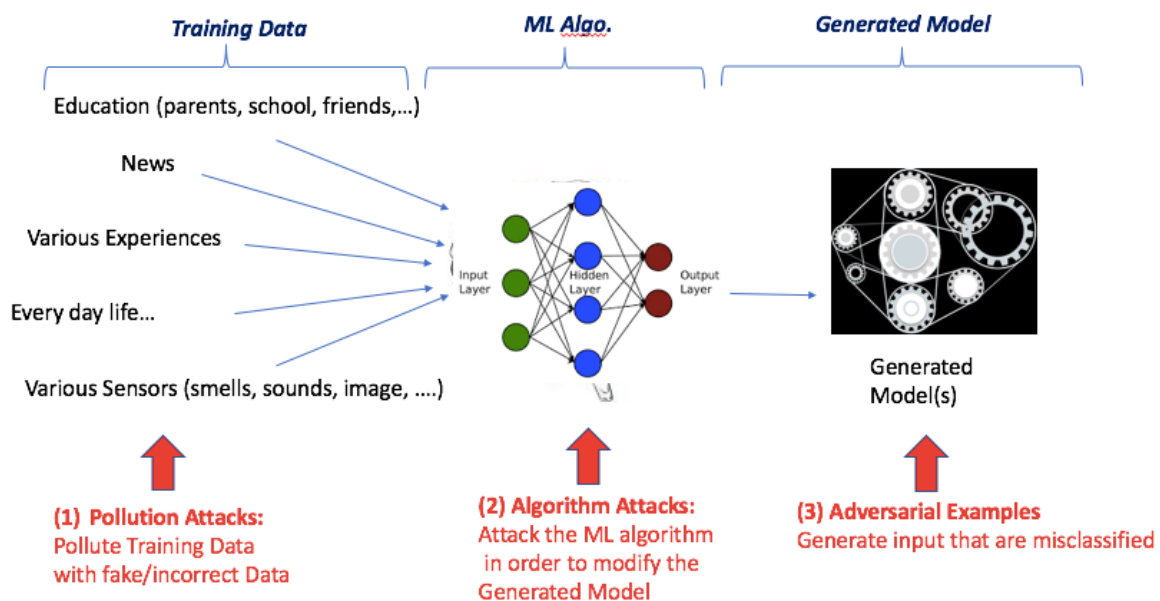 Training Data
ML Algo.
Generated Model
Education (parents, school, friends,...)
News
Various Experiences
Every day life...
Various Sensors (smells, sounds, image, ....)
Input
Layer
Hidden
Layer
Output
Layer
Generated
Model(s)
(1) Pollution Attacks:
Pollute Training Data
with fake/incorrect Data
(2) Algorithm Attacks:
Attack the ML algorithm
in order to modify the
Generated Model
(3) Adversarial Examples
Generate input that are misclassified